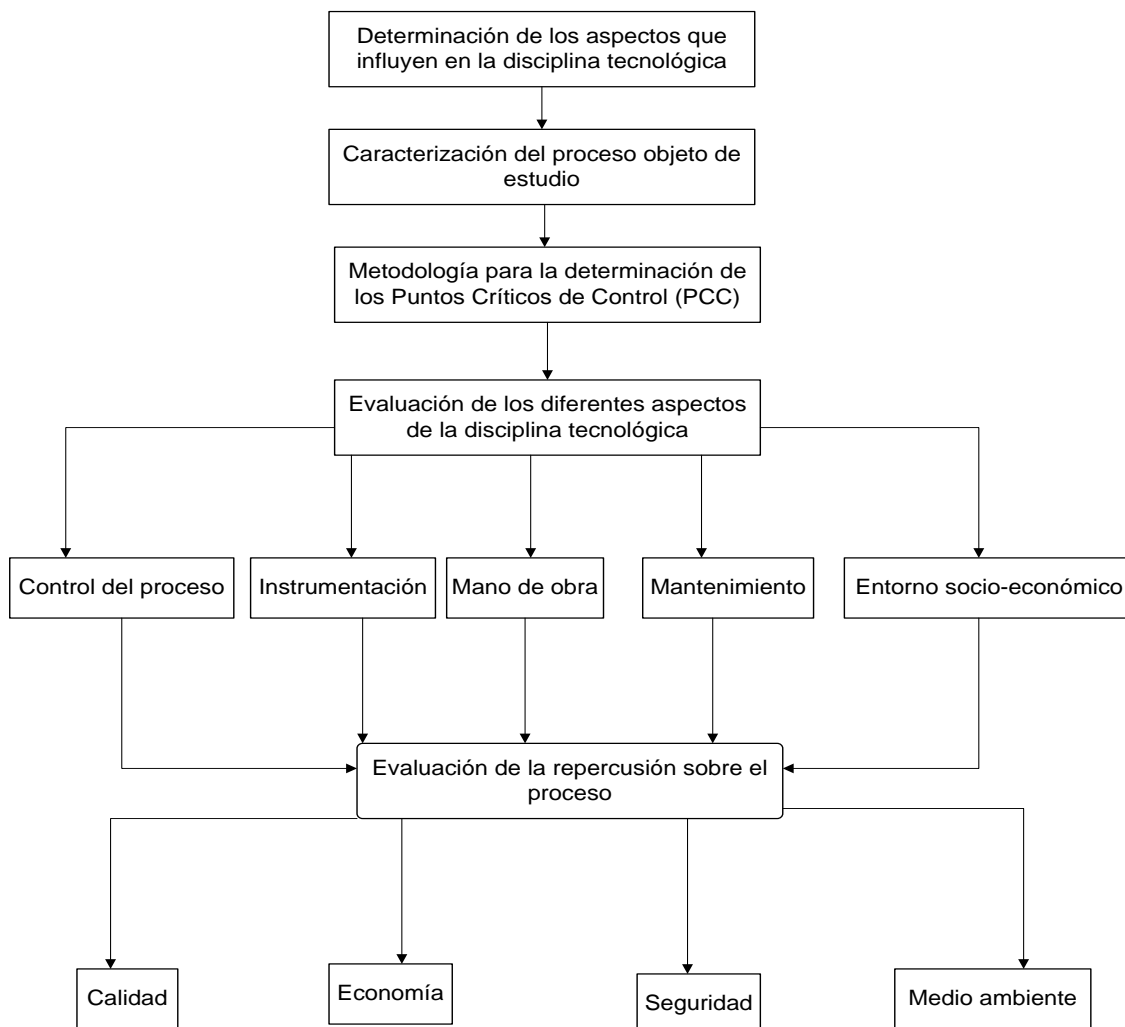 Determinación de los aspectos que
influyen en la disciplina tecnológica
Caracterización del proceso objeto de
estudio
Metodología para la determinación de
los Puntos Críticos de Control (PCC)
Evaluación de los diferentes aspectos
de la disciplina tecnológica
Control del proceso
Instrumentación
Mano de obra
Mantenimiento
Entorno socio-económico
Evaluación de la repercusión sobre el
proceso
Calidad
Economía
Seguridad
Medio ambiente